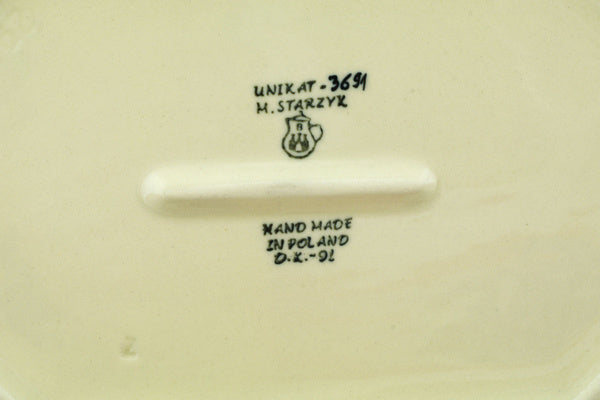 UNIKAT - 3691
M. STARZYK
B
HAND MADE
IN POLAND
D.K.-91